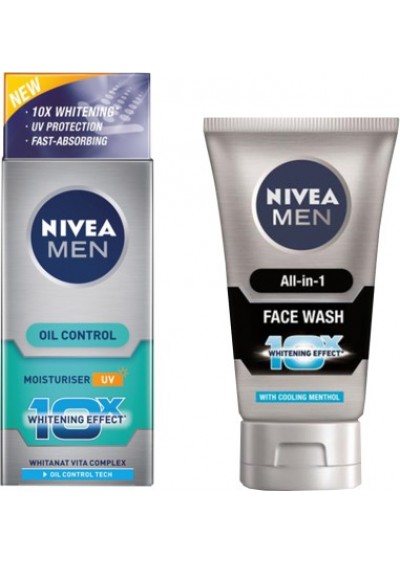 NEW
• 10X WHITENING*
• UV PROTECTION
• FAST-ABSORBING
NIVEA
MEN
OIL CONTROL
MOISTURISER UV
10X
WHITENING EFFECT*
WHITANAT VITA COMPLEX
OIL CONTROL TECH
NIVEA
MEN
All-in-1
FACE WASH
10X
WHITENING EFFECT*
WITH COOLING MENTHOL